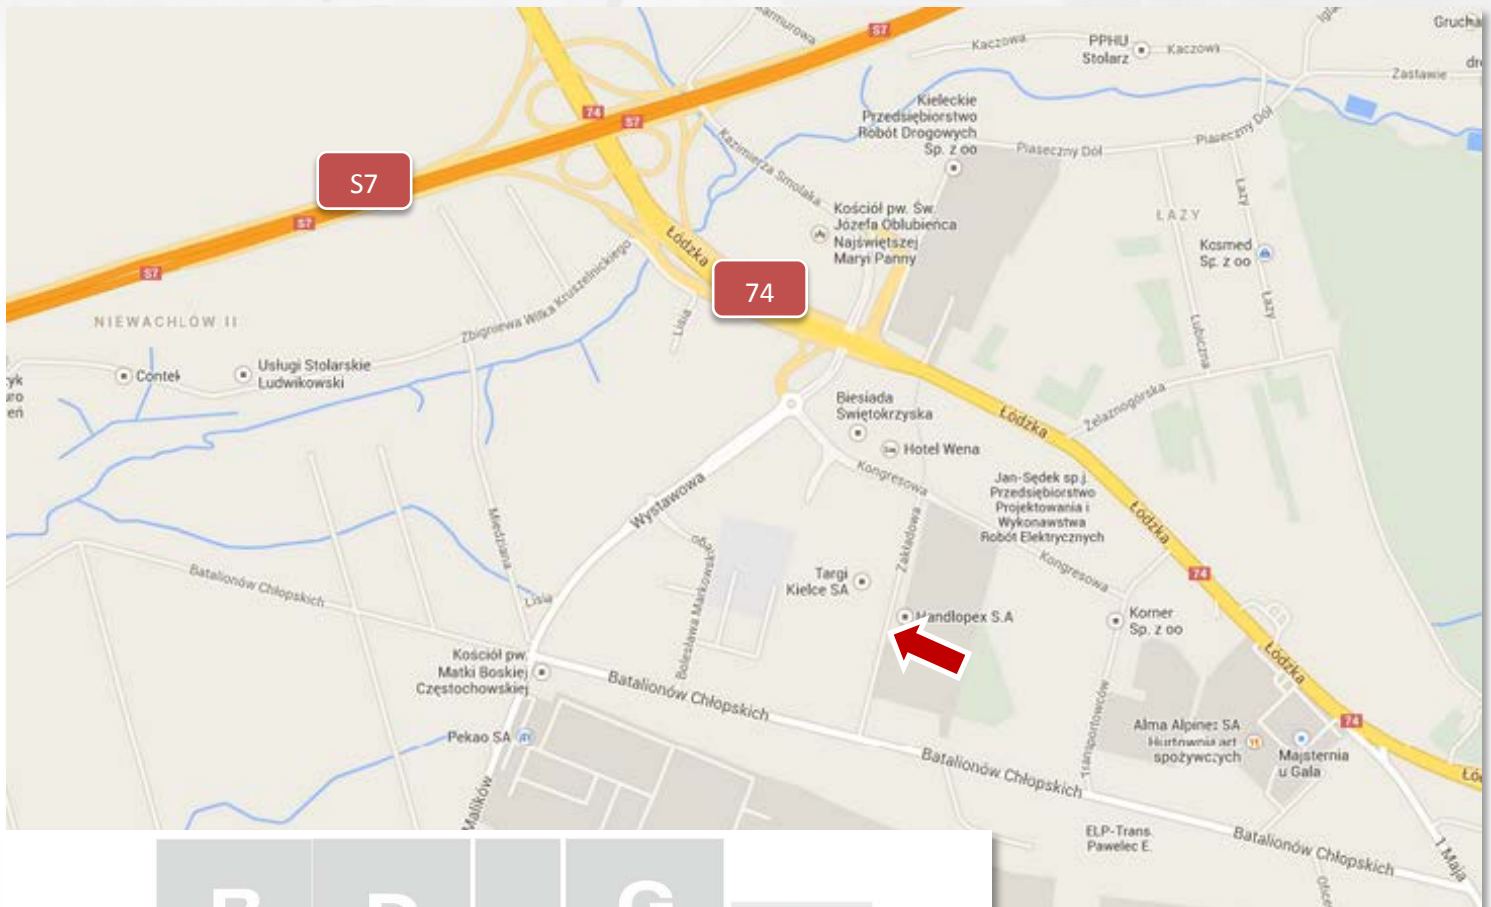 Kaczowa
PPHU
Stolarz
Kaczowa
S7
Zastawie
Kieleckie
Przedsiębiorstwo
Robót Drogowych
Sp. z oo
74
S7
Piaseczny Dół
Piaseczny Dół
Kazimierza Smolaka
S7
Łazy
Kościół pw. Św.
Józefa Oblubieńca
Najświętszej
Maryi Panny
ŁAZY
S7
Łódzka
Kosmed
Sp. z oo
S7
Zbigniewa Wilka Kruszelnickiego
74
Łazy
NIEWACHLÓW II
Lisia
Łubiczna
Contek
Usługi Stolarskie
Ludwikowski
Biesiada
Świętokrzyska
Żelaznogórska
Łódzka
Hotel Wena
Kongresowa
Jan-Sędek sp.j.
Przedsiębiorstwo
Projektowania i
Wykonawstwa
Robót Elektrycznych
Wystawowa
Miedziana
Zakładowa
Łódzka
Bolesława Markowskiego
Kongresowa
74
Targi
Kielce SA
Batalionów Chłopskich
Lisia
Handlopex S.A
Korner
Sp. z oo
Kościół pw.
Matki Boskiej
Częstochowskiej
Łódzka
Batalionów Chłopskich
Transportowców
74
Pekao SA
Alma Alpinex SA
Hurtownia art
spożywczych
Majsternia
u Gala
Batalionów Chłopskich
Malików
ELP-Trans.
Pawelec E.
Batalionów Chłopskich
1 Maja
B D G